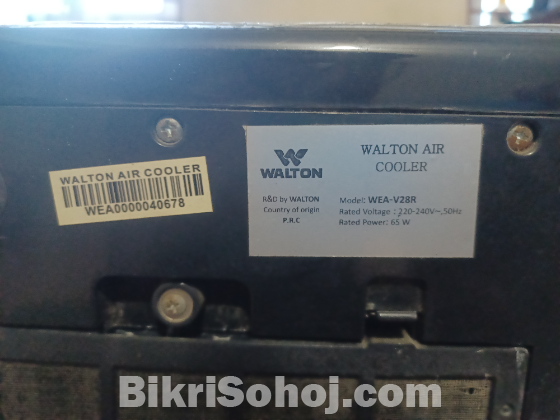 WALTON AIR COOLER
WEA0000040678
WALTON
R&D by WALTON
Country of origin
P.R.C
WALTON AIR
COOLER
Model: WEA-V28R
Rated Voltage : 220-240V~,50Hz
Rated Power: 65 W
BikriSohoj.com